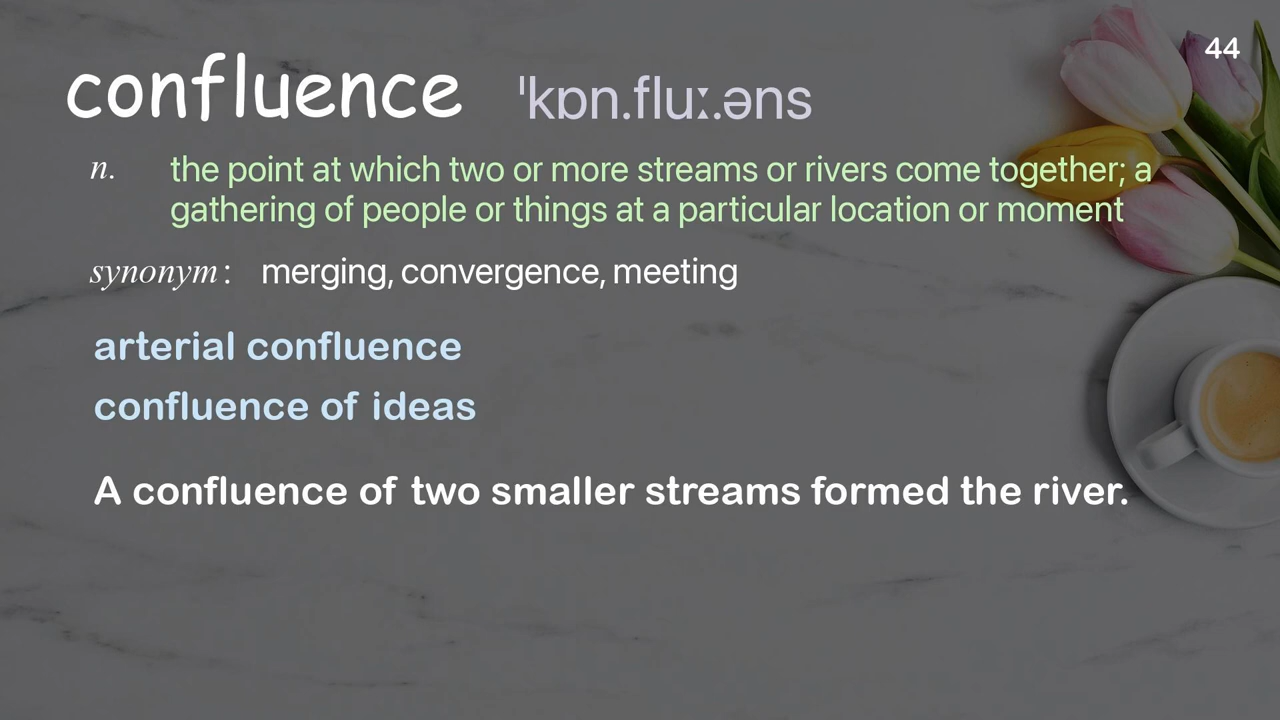 44
confluence ˈkɒn.fluː.əns
n. the point at which two or more streams or rivers come together; a
gathering of people or things at a particular location or moment
synonym: merging, convergence, meeting
arterial confluence
confluence of ideas
A confluence of two smaller streams formed the river.